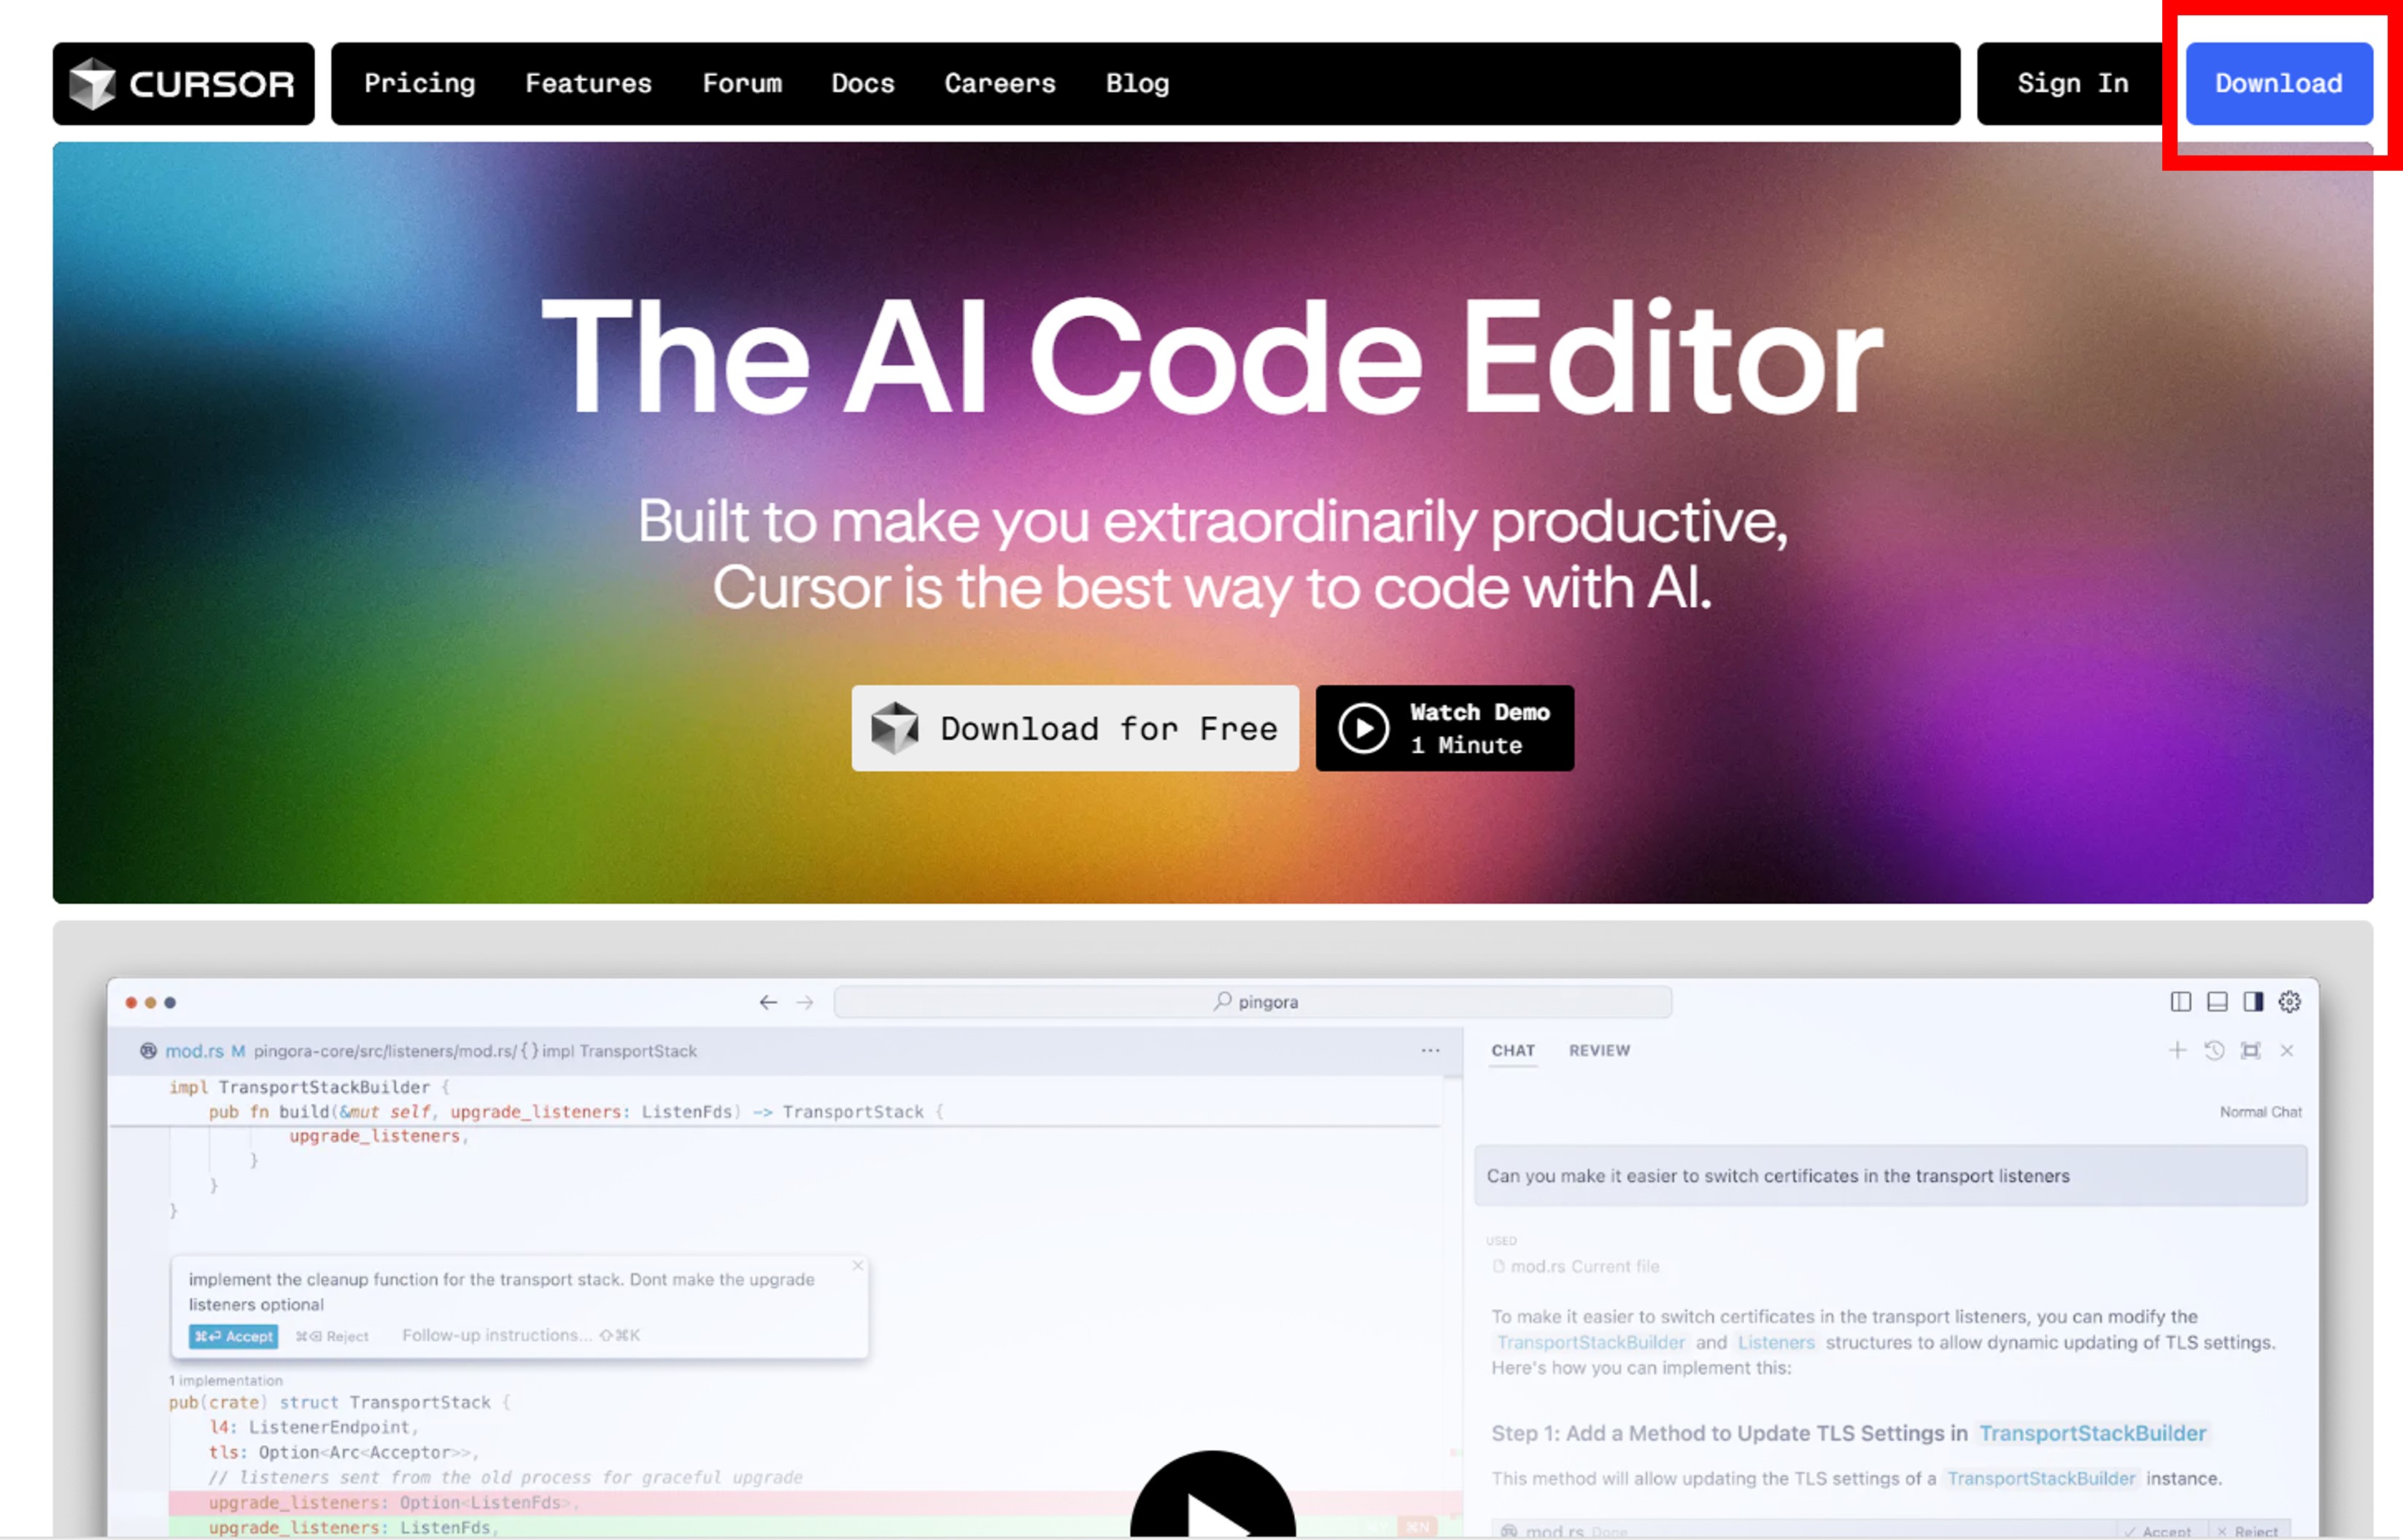 CURSOR
Pricing Features Forum Docs Careers Blog
Sign In
Download
The AI Code Editor
Built to make you extraordinarily productive,
Cursor is the best way to code with AI.
Download for Free
Watch Demo
1 Minute
pingora
mod.rs M pingora-core/src/listeners/mod.rs/{} impl TransportStack
...
impl TransportStackBuilder {
pub fn build(&mut self, upgrade_listeners: ListenFds) -> TransportStack {
upgrade_listeners,
}
}
}
implement the cleanup function for the transport stack. Dont make the upgrade
listeners optional
⌘⏎ Accept ⌘⌫ Reject Follow-up instructions... ⇧⌘K
1 implementation
pub(crate) struct TransportStack {
l4: ListenerEndpoint,
tls: Option<Arc<Acceptor>>,
// listeners sent from the old process for graceful upgrade
upgrade_listeners: Option<ListenFds>,
upgrade_listeners: ListenFds,
⌘N
CHAT REVIEW
Normal Chat
Can you make it easier to switch certificates in the transport listeners
USED
mod.rs Current file
To make it easier to switch certificates in the transport listeners, you can modify the
TransportStackBuilder and Listeners structures to allow dynamic updating of TLS settings.
Here's how you can implement this:
Step 1: Add a Method to Update TLS Settings in TransportStackBuilder
This method will allow updating the TLS settings of a TransportStackBuilder instance.
mod.rs Done
✓ Accept × Reject